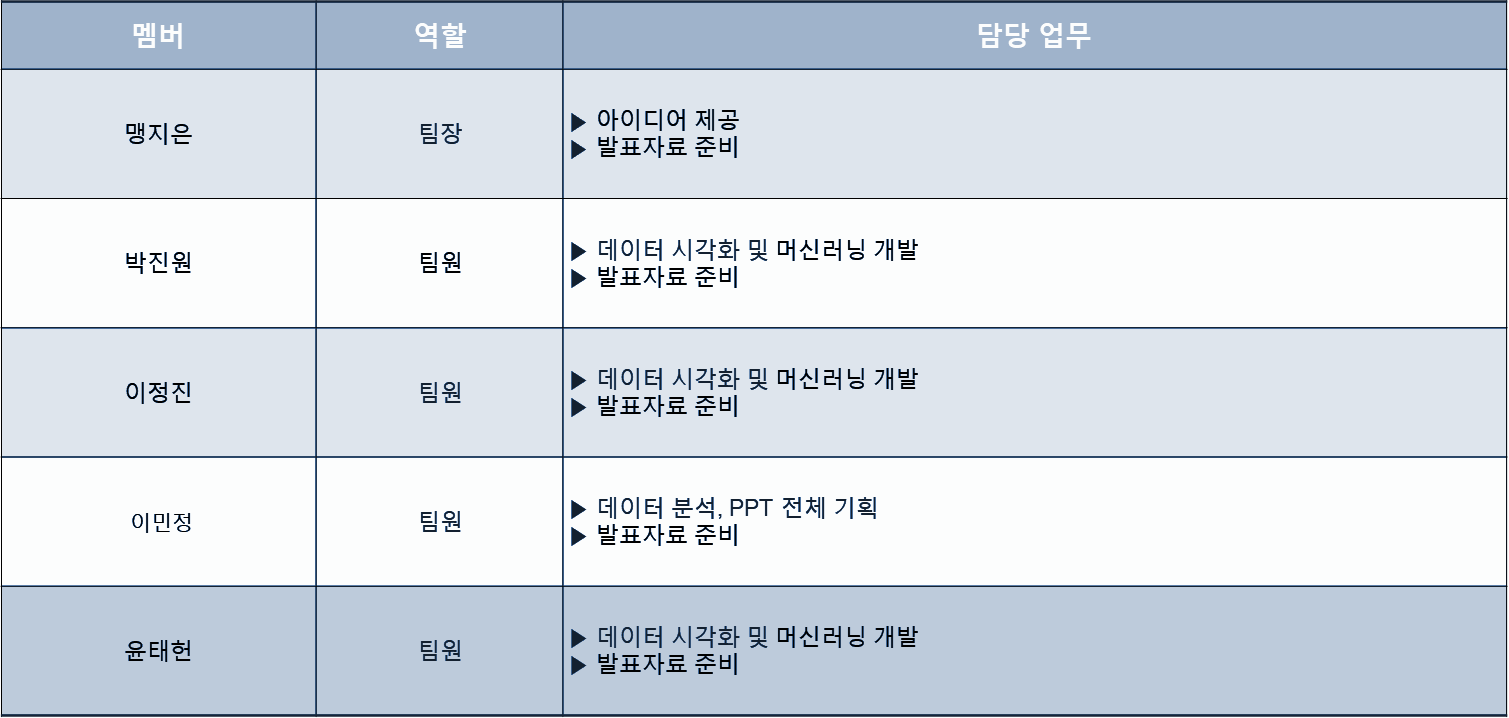 멤버 역할 담당 업무
맹지은 팀장 ▶ 아이디어 제공
▶ 발표자료 준비
박진원 팀원 ▶ 데이터 시각화 및 머신러닝 개발
▶ 발표자료 준비
이정진 팀원 ▶ 데이터 시각화 및 머신러닝 개발
▶ 발표자료 준비
이민정 팀원 ▶ 데이터 분석, PPT 전체 기획
▶ 발표자료 준비
윤태헌 팀원 ▶ 데이터 시각화 및 머신러닝 개발
▶ 발표자료 준비